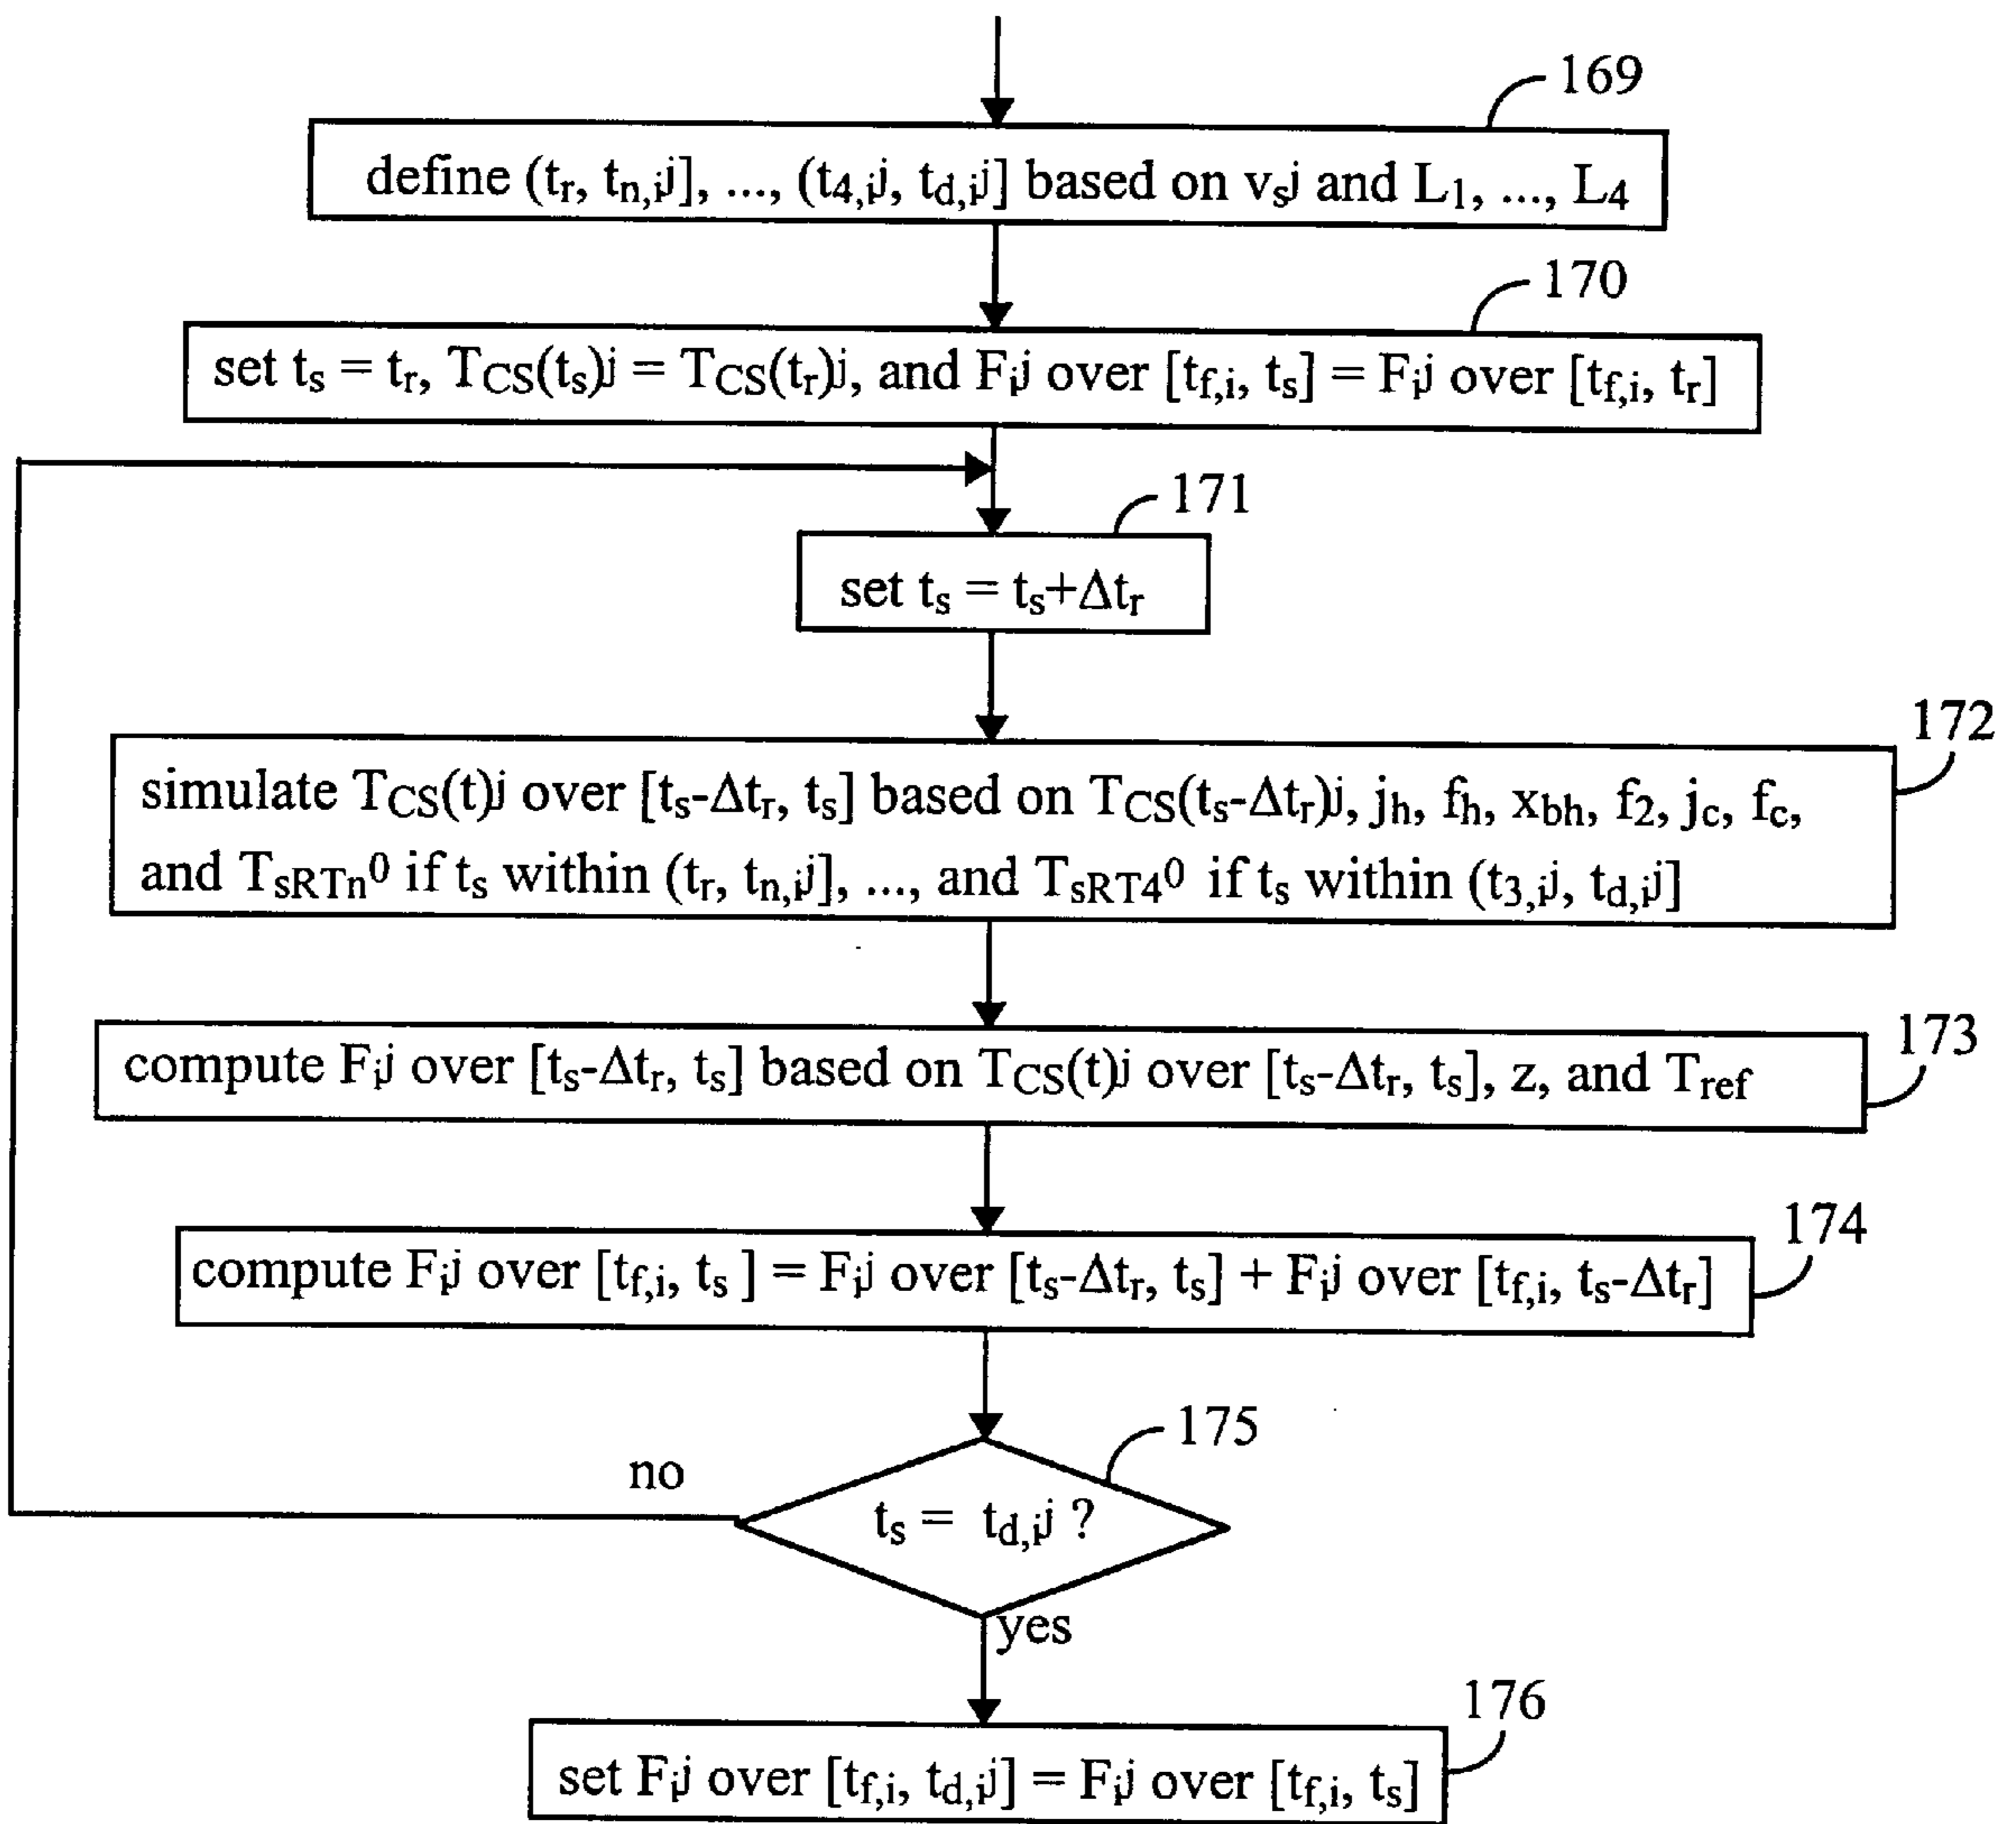 169
define (tr, tn,ij], ..., (t4,ij, td,ij] based on vsj and L1, ..., L4
170
set ts = tr, TCS(ts)j = TCS(tr)j, and Fij over [tf,i, ts] = Fij over [tf,i, tr]
171
set ts = ts+Δtr
172
simulate TCS(t)j over [ts-Δtr, ts] based on TCS(ts-Δtr)j, jh, fh, xbh, f2, jc, fc,
and TsRTn0 if ts within (tr, tn,ij], ..., and TsRT40 if ts within (t3,ij, td,ij]
173
compute Fij over [ts-Δtr, ts] based on TCS(t)j over [ts-Δtr, ts], z, and Tref
174
compute Fij over [tf,i, ts ] = Fij over [ts-Δtr, ts] + Fij over [tf,i, ts-Δtr]
175
no
ts = td,ij ?
yes
176
set Fij over [tf,i, td,ij] = Fij over [tf,i, ts]